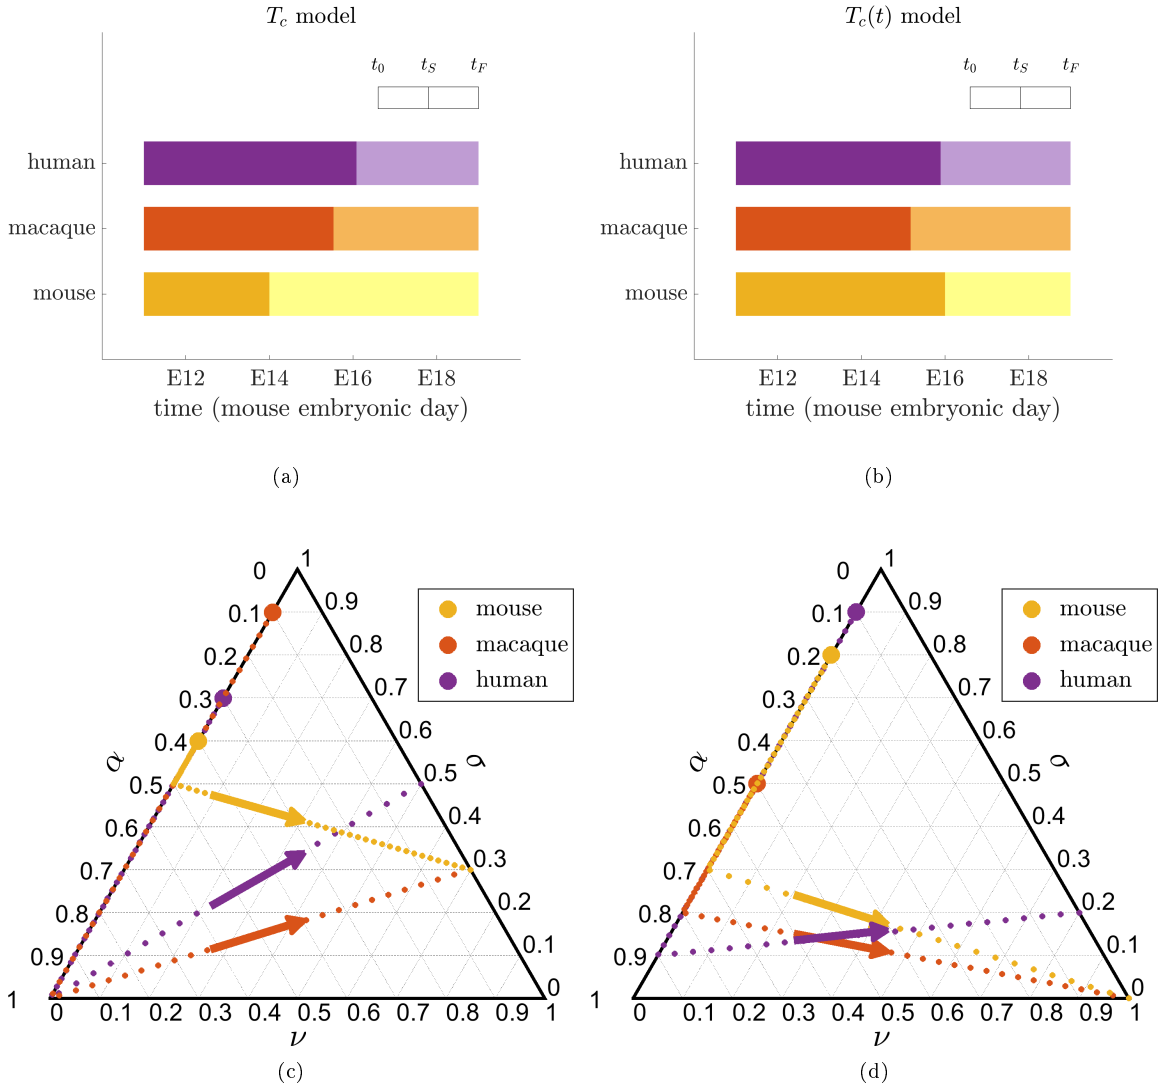 T_c model
t_0 t_S t_F
human
macaque
mouse
E12 E14 E16 E18
time (mouse embryonic day)
(a)
T_c(t) model
t_0 t_S t_F
human
macaque
mouse
E12 E14 E16 E18
time (mouse embryonic day)
(b)
0 1
0.1 0.9
0.2 0.8
0.3 0.7
0.4 0.6
0.5 0.5
0.6 0.4
0.7 0.3
0.8 0.2
0.9 0.1
1 0
α
ϱ
0 0.1 0.2 0.3 0.4 0.5 0.6 0.7 0.8 0.9 1
ν
mouse
macaque
human
(c)
0 1
0.1 0.9
0.2 0.8
0.3 0.7
0.4 0.6
0.5 0.5
0.6 0.4
0.7 0.3
0.8 0.2
0.9 0.1
1 0
α
ϱ
0 0.1 0.2 0.3 0.4 0.5 0.6 0.7 0.8 0.9 1
ν
mouse
macaque
human
(d)